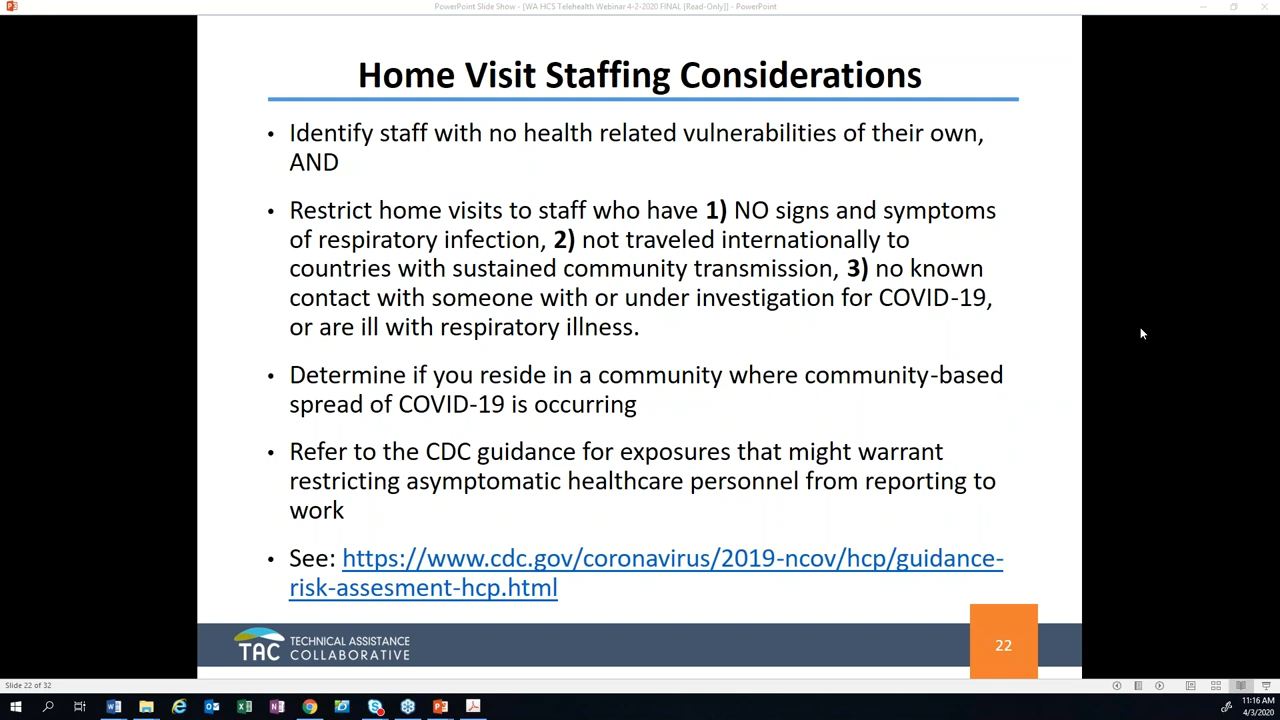 PowerPoint Slide Show - [WA HCS Telehealth Webinar 4-2-2020 FINAL [Read-Only]] - PowerPoint
Home Visit Staffing Considerations
• Identify staff with no health related vulnerabilities of their own,
AND
• Restrict home visits to staff who have 1) NO signs and symptoms
of respiratory infection, 2) not traveled internationally to
countries with sustained community transmission, 3) no known
contact with someone with or under investigation for COVID-19,
or are ill with respiratory illness.
• Determine if you reside in a community where community-based
spread of COVID-19 is occurring
• Refer to the CDC guidance for exposures that might warrant
restricting asymptomatic healthcare personnel from reporting to
work
• See: https://www.cdc.gov/coronavirus/2019-ncov/hcp/guidance-
risk-assesment-hcp.html
TAC TECHNICAL ASSISTANCE
COLLABORATIVE
22
Slide 22 of 32
11:16 AM
4/3/2020